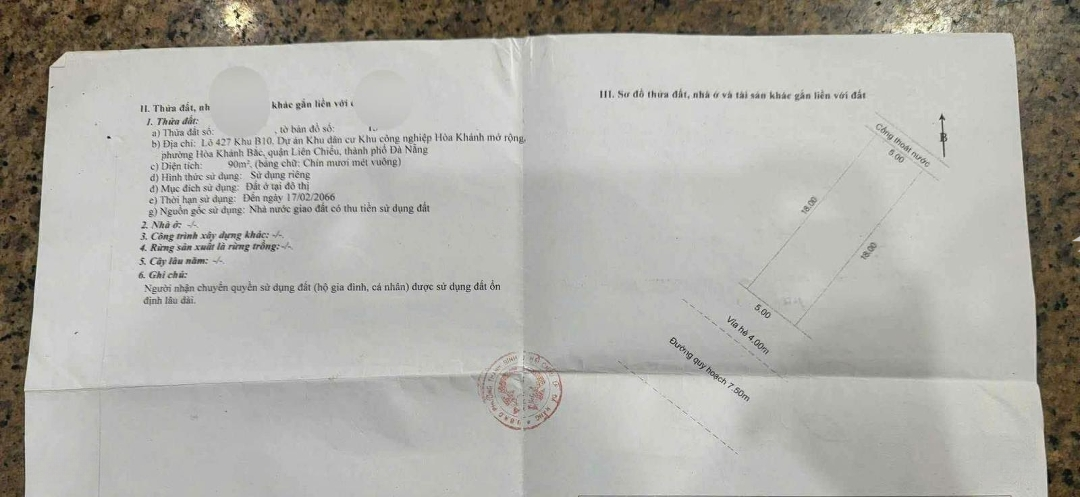 II. Thửa đất, nh khác gắn liền với
1. Thửa đất:
a) Thửa đất số: , tờ bản đồ số:
b) Địa chỉ: Lô 427 Khu B10, Dự án Khu dân cư Khu công nghiệp Hòa Khánh mở rộng,
phường Hòa Khánh Bắc, quận Liên Chiểu, thành phố Đà Nẵng
c) Diện tích: 90m², (bằng chữ: Chín mươi mét vuông)
d) Hình thức sử dụng: Sử dụng riêng
đ) Mục đích sử dụng: Đất ở tại đô thị
e) Thời hạn sử dụng: Đến ngày 17/02/2066
g) Nguồn gốc sử dụng: Nhà nước giao đất có thu tiền sử dụng đất
2. Nhà ở: -/-
3. Công trình xây dựng khác: -/-
4. Rừng sản xuất là rừng trồng: -/-
5. Cây lâu năm: -/-
6. Ghi chú:
Người nhận chuyển quyền sử dụng đất (hộ gia đình, cá nhân) được sử dụng đất ổn
định lâu dài.
III. Sơ đồ thửa đất, nhà ở và tài sản khác gắn liền với đất
B
Cống thoát nước
5.00
18.00
18.00
5.00
Vỉa hè 4.00m
Đường quy hoạch 7.50m